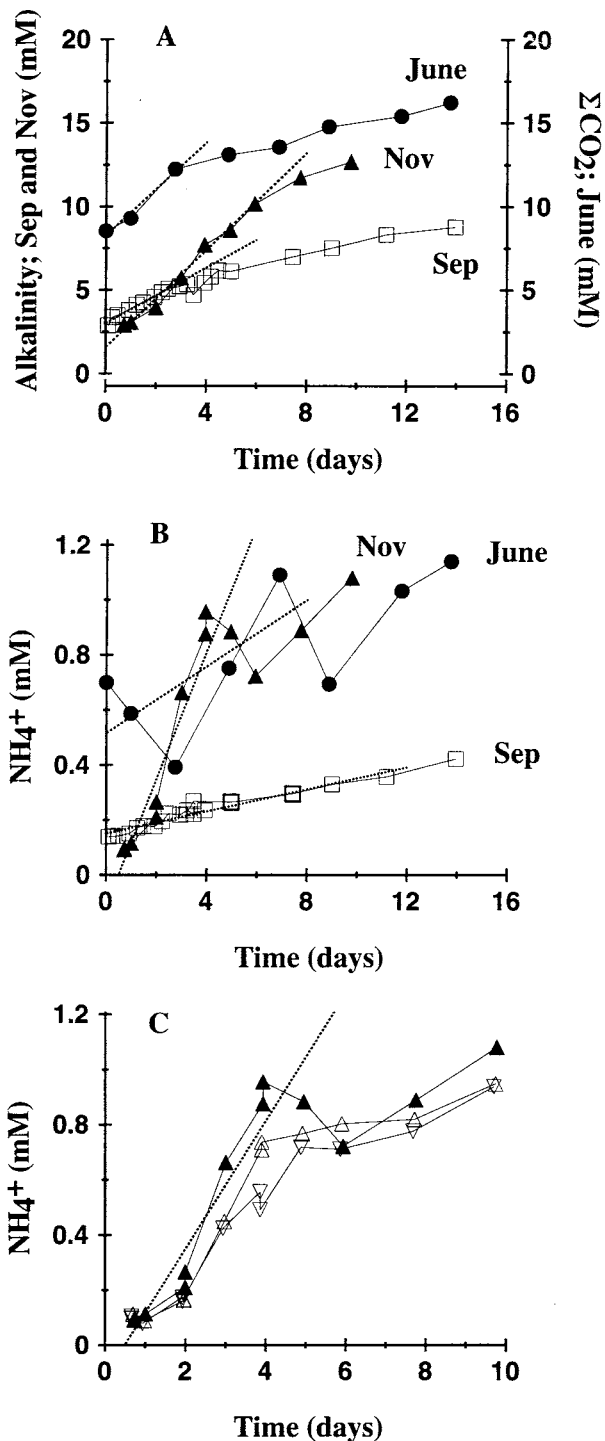 A
20
15
10
5
0
Alkalinity; Sep and Nov (mM)
June
Nov
Sep
20
15
10
5
0
ΣCO2; June (mM)
0 4 8 12 16
Time (days)
B
1.2
0.8
0.4
0
NH4+ (mM)
Nov
June
Sep
0 4 8 12 16
Time (days)
C
1.2
0.8
0.4
0
NH4+ (mM)
0 2 4 6 8 10
Time (days)